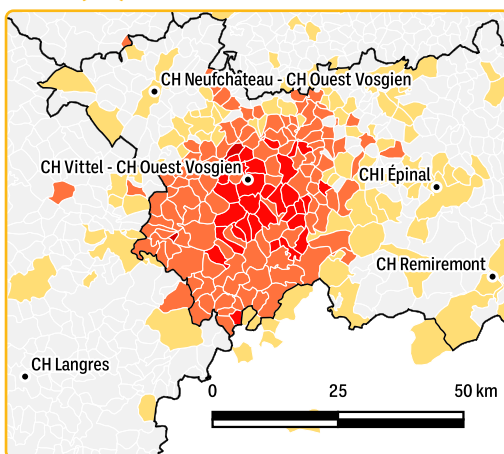 CH Neufchâteau - CH Ouest Vosgien
CH Vittel - CH Ouest Vosgien
CHI Épinal
CH Remiremont
CH Langres
0 25 50 km